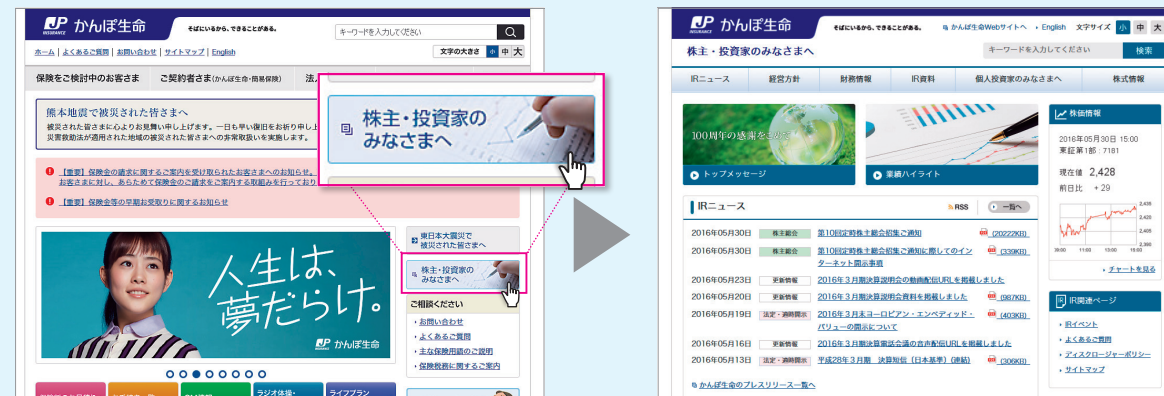 JP INSURANCE かんぽ生命
そばにいるから、できることがある。
キーワードを入力してください
ホーム | よくあるご質問 | お問い合わせ | サイトマップ | English
文字の大きさ 小 中 大
保険をご検討中のお客さま ご契約者さま(かんぽ生命・簡易保険) 法
熊本地震で被災された皆さまへ
被災された皆さまに心よりお見舞い申し上げます。一日も早い復旧をお祈り申し上
災害救助法が適用された地域の被災された皆さまへの非常取扱いを実施します。
【重要】保険金の請求に関するご案内を受け取られたお客さまへのお知らせ。
お客さまに対し、あらためて保険金のご請求をご案内する取組みを行っており
【重要】保険金等の早期お受取りに関するお知らせ
株主・投資家の
みなさまへ
東日本大震災で
被災された皆さまへ
株主・投資家の
みなさまへ
人生は、
夢だらけ。
JP かんぽ生命
ご相談ください
お問い合わせ
よくあるご質問
主な保険用語のご説明
保険税務に関するご案内
ラジオ体操・
ライフプラン
JP INSURANCE かんぽ生命
そばにいるから、できることがある。
かんぽ生命Webサイトへ English 文字サイズ 小 中 大
株主・投資家のみなさまへ
キーワードを入力してください 検索
IRニュース 経営方針 財務情報 IR資料 個人投資家のみなさまへ 株式情報
100周年の感謝をこめて
トップメッセージ
業績ハイライト
IRニュース
RSS 一覧へ
2016年05月30日 株主総会 第10回定時株主総会招集ご通知 (20222KB)
2016年05月30日 株主総会 第10回定時株主総会招集ご通知に際してのイン (339KB)
ターネット開示事項
2016年05月23日 更新情報 2016年3月期決算説明会の動画配信URLを掲載しました
2016年05月20日 更新情報 2016年3月期決算説明会資料を掲載しました (987KB)
2016年05月19日 法定・適時開示 2016年3月末ヨーロピアン・エンベディッド・ (403KB)
バリューの開示について
2016年05月16日 更新情報 2016年3月期決算電話会議の音声配信URLを掲載しました
2016年05月13日 法定・適時開示 平成28年3月期 決算短信〔日本基準〕(連結) (306KB)
かんぽ生命のプレスリリース一覧へ
株価情報
2016年05月30日 15:00
東証第1部 : 7181
現在値 2,428
前日比 + 29
2,435
2,420
2,405
2,390
9:00 11:00 13:00 15:00
チャートを見る
IR関連ページ
IRイベント
よくあるご質問
ディスクロージャーポリシー
サイトマップ